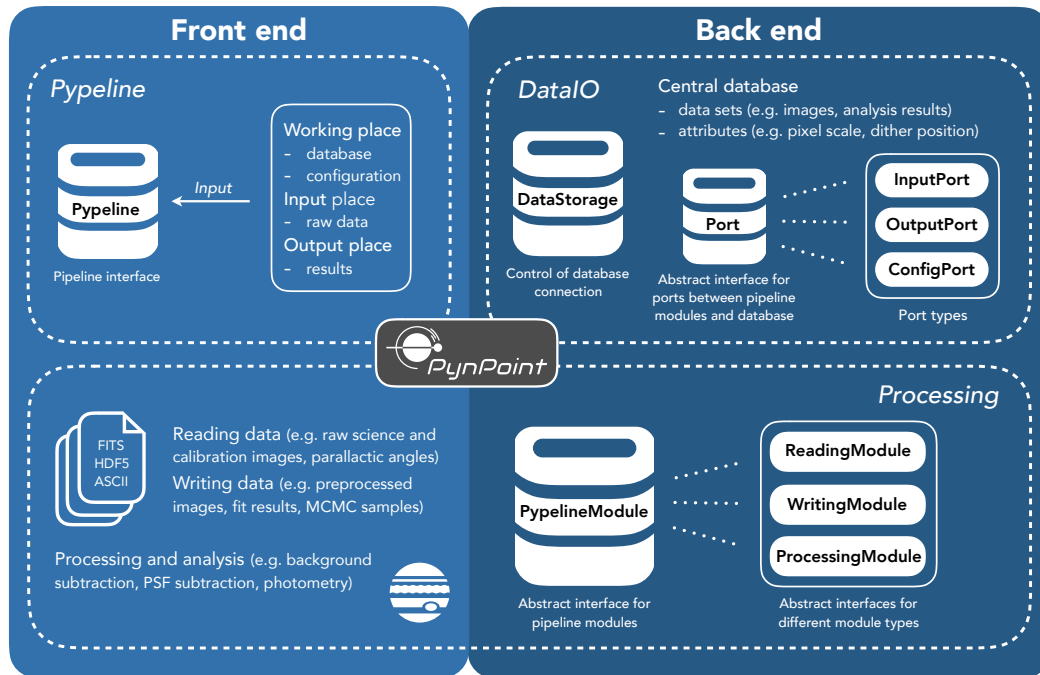 Front end
Back end
Pypeline
Pypeline
Pipeline interface
Input
Working place
- database
- configuration
Input place
- raw data
Output place
- results
DataIO
Central database
- data sets (e.g. images, analysis results)
- attributes (e.g. pixel scale, dither position)
DataStorage
Control of database
connection
Port
Abstract interface for
ports between pipeline
modules and database
InputPort
OutputPort
ConfigPort
Port types
PynPoint
FITS
HDF5
ASCII
Reading data (e.g. raw science and
calibration images, parallactic angles)
Writing data (e.g. preprocessed
images, fit results, MCMC samples)
Processing and analysis (e.g. background
subtraction, PSF subtraction, photometry)
Processing
PypelineModule
Abstract interface for
pipeline modules
ReadingModule
WritingModule
ProcessingModule
Abstract interfaces for
different module types